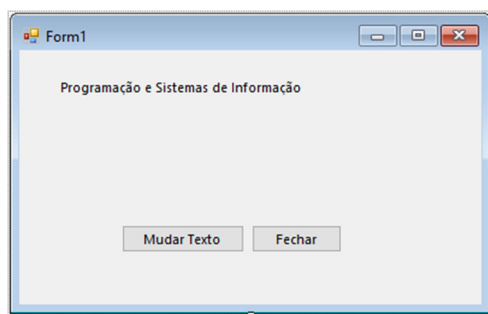 Form1
Programação e Sistemas de Informação
Mudar Texto Fechar